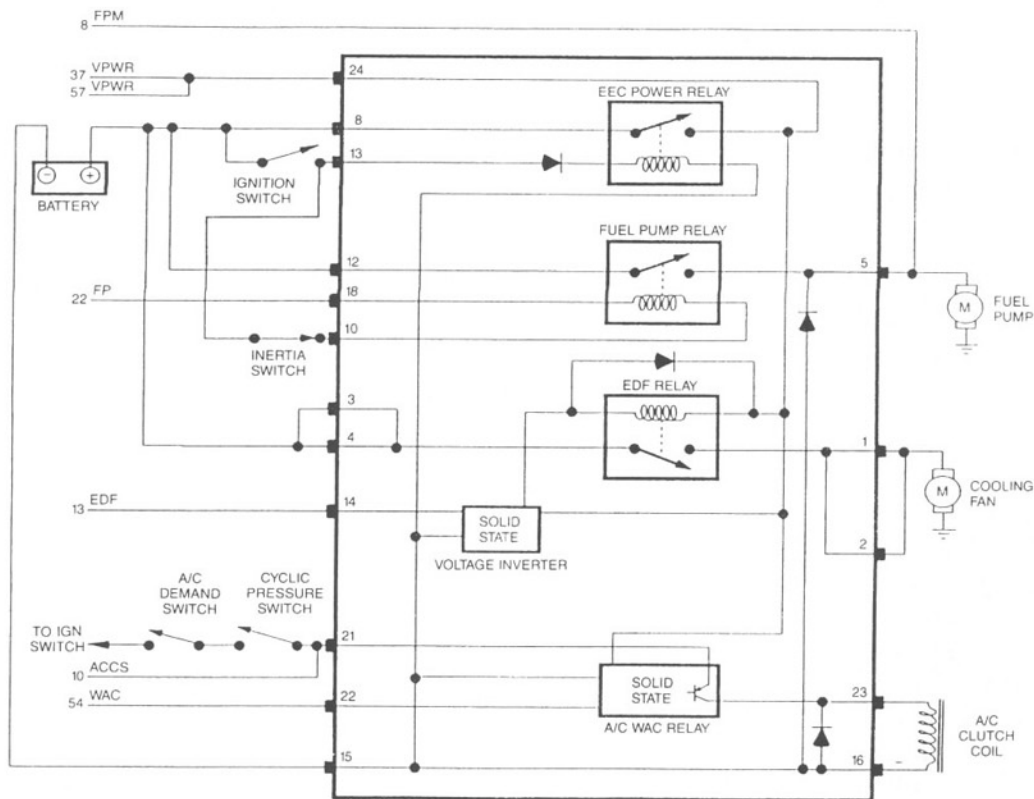 FPM
8
VPWR
37
VPWR
57
24
EEC POWER RELAY
8
13
IGNITION
SWITCH
− +
BATTERY
FUEL PUMP RELAY
12
5
FP
22
18
M
FUEL
PUMP
10
INERTIA
SWITCH
EDF RELAY
3
4
1
M
COOLING
FAN
EDF
13
14
SOLID
STATE
VOLTAGE INVERTER
2
A/C
DEMAND
SWITCH
CYCLIC
PRESSURE
SWITCH
TO IGN
SWITCH
21
ACCS
10
WAC
54
22
SOLID
STATE
A/C WAC RELAY
23
A/C
CLUTCH
COIL
15
16
−